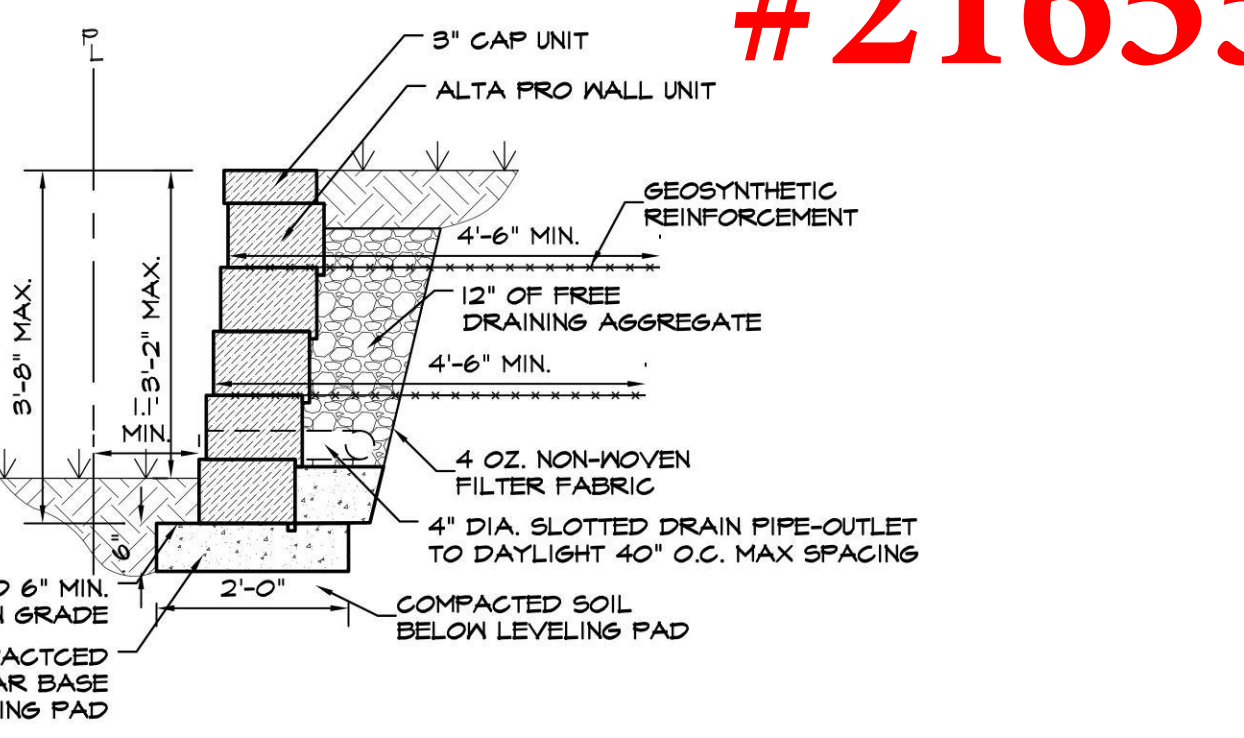 #21655
PL
3" CAP UNIT
ALTA PRO WALL UNIT
GEOSYNTHETIC
REINFORCEMENT
4'-6" MIN.
12" OF FREE
DRAINING AGGREGATE
3'-8" MAX.
3'-2" MAX.
4'-6" MIN.
MIN.
4 OZ. NON-WOVEN
FILTER FABRIC
4" DIA. SLOTTED DRAIN PIPE-OUTLET
TO DAYLIGHT 40" O.C. MAX SPACING
6"
6" MIN.
GRADE
2'-0"
COMPACTED SOIL
BELOW LEVELING PAD
PACTCED
AR BASE
ING PAD